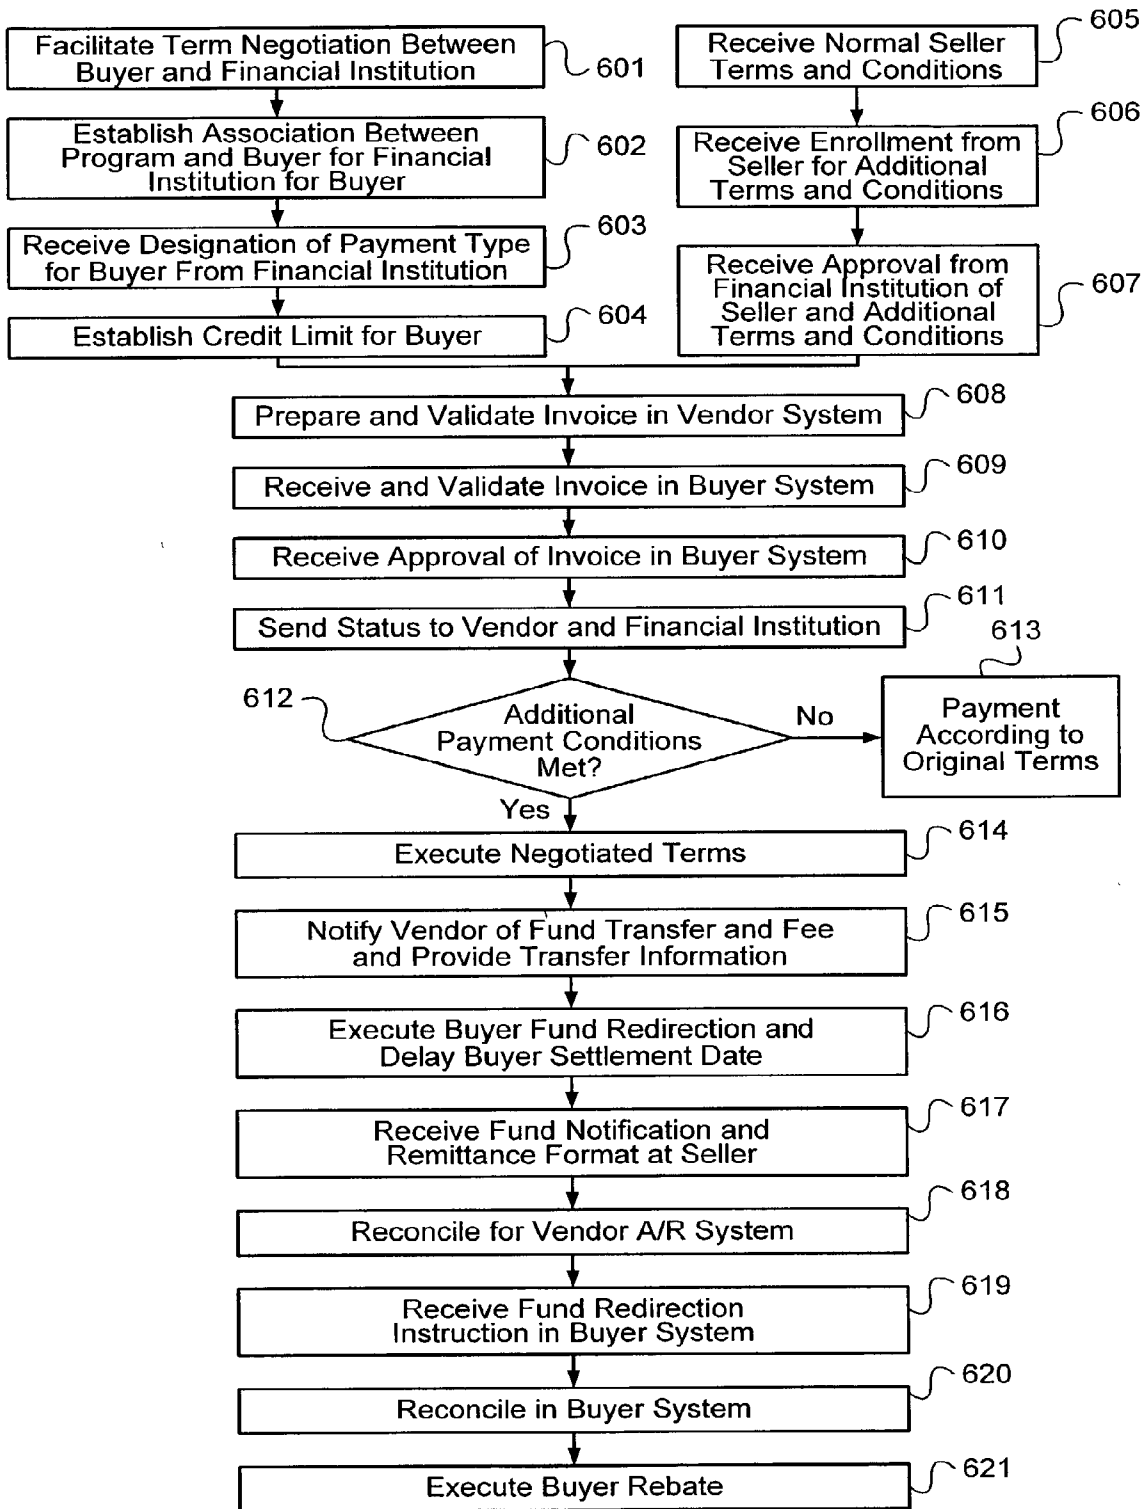 Facilitate Term Negotiation Between
Buyer and Financial Institution
601
Establish Association Between
Program and Buyer for Financial
Institution for Buyer
602
Receive Designation of Payment Type
for Buyer From Financial Institution
603
Establish Credit Limit for Buyer
604
Receive Normal Seller
Terms and Conditions
605
Receive Enrollment from
Seller for Additional
Terms and Conditions
606
Receive Approval from
Financial Institution of
Seller and Additional
Terms and Conditions
607
Prepare and Validate Invoice in Vendor System
608
Receive and Validate Invoice in Buyer System
609
Receive Approval of Invoice in Buyer System
610
Send Status to Vendor and Financial Institution
611
612
Additional
Payment Conditions
Met?
No
613
Payment
According to
Original Terms
Yes
Execute Negotiated Terms
614
Notify Vendor of Fund Transfer and Fee
and Provide Transfer Information
615
Execute Buyer Fund Redirection and
Delay Buyer Settlement Date
616
Receive Fund Notification and
Remittance Format at Seller
617
Reconcile for Vendor A/R System
618
Receive Fund Redirection
Instruction in Buyer System
619
Reconcile in Buyer System
620
Execute Buyer Rebate
621